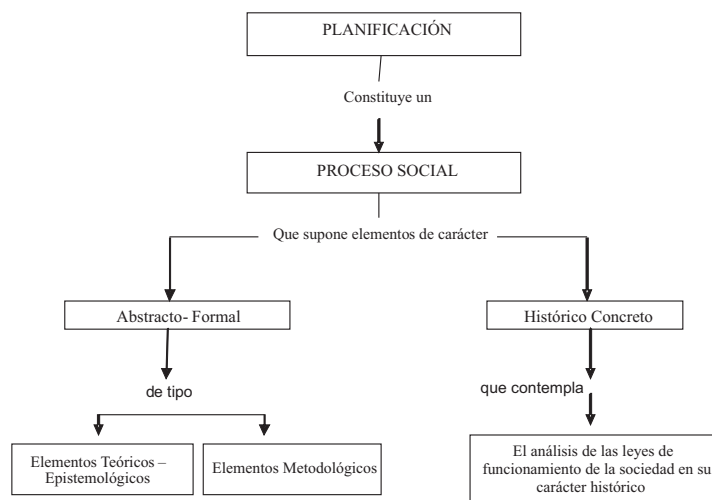 PLANIFICACIÓN
Constituye un
PROCESO SOCIAL
Que supone elementos de carácter
Abstracto- Formal
Histórico Concreto
de tipo
que contempla
Elementos Teóricos –
Epistemológicos
Elementos Metodológicos
El análisis de las leyes de
funcionamiento de la sociedad en su
carácter histórico